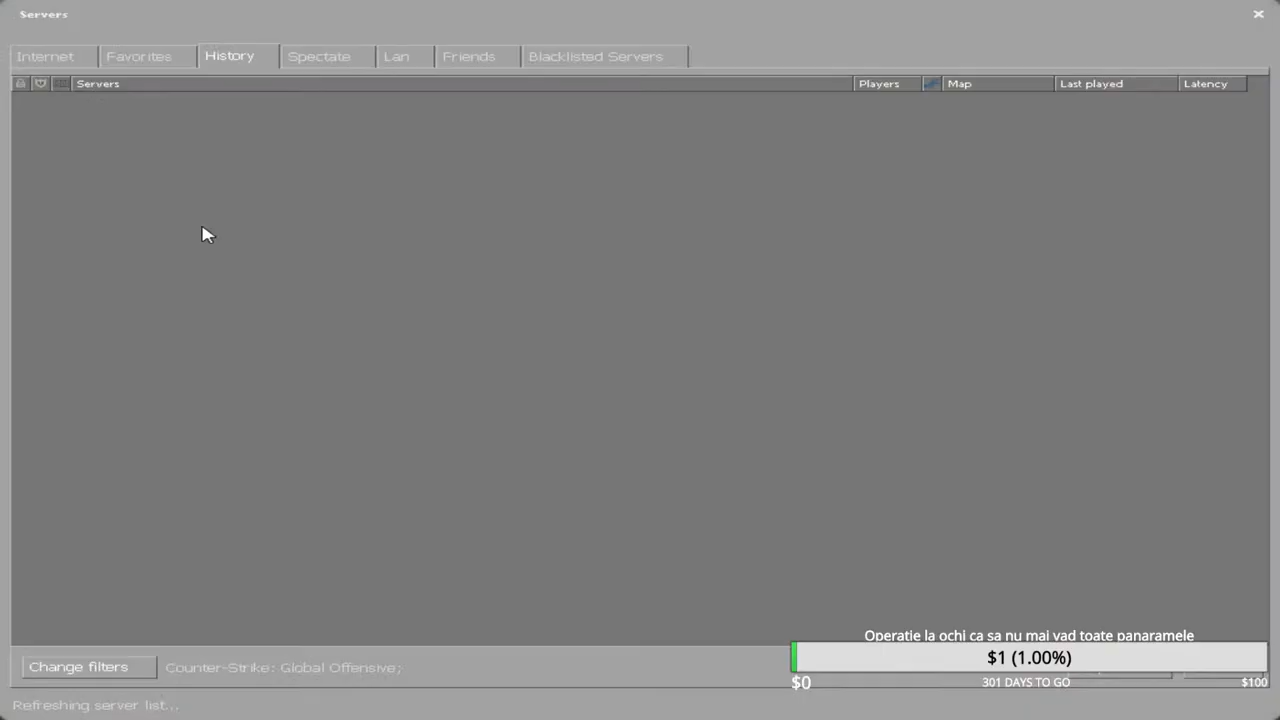 Servers
Internet Favorites History Spectate Lan Friends Blacklisted Servers
Servers Players Map Last played Latency
Operatie la ochi ca sa nu mai vad toate panaramele
Change filters Counter-Strike: Global Offensive; $1 (1.00%)
$0 301 DAYS TO GO $100
Refreshing server list...